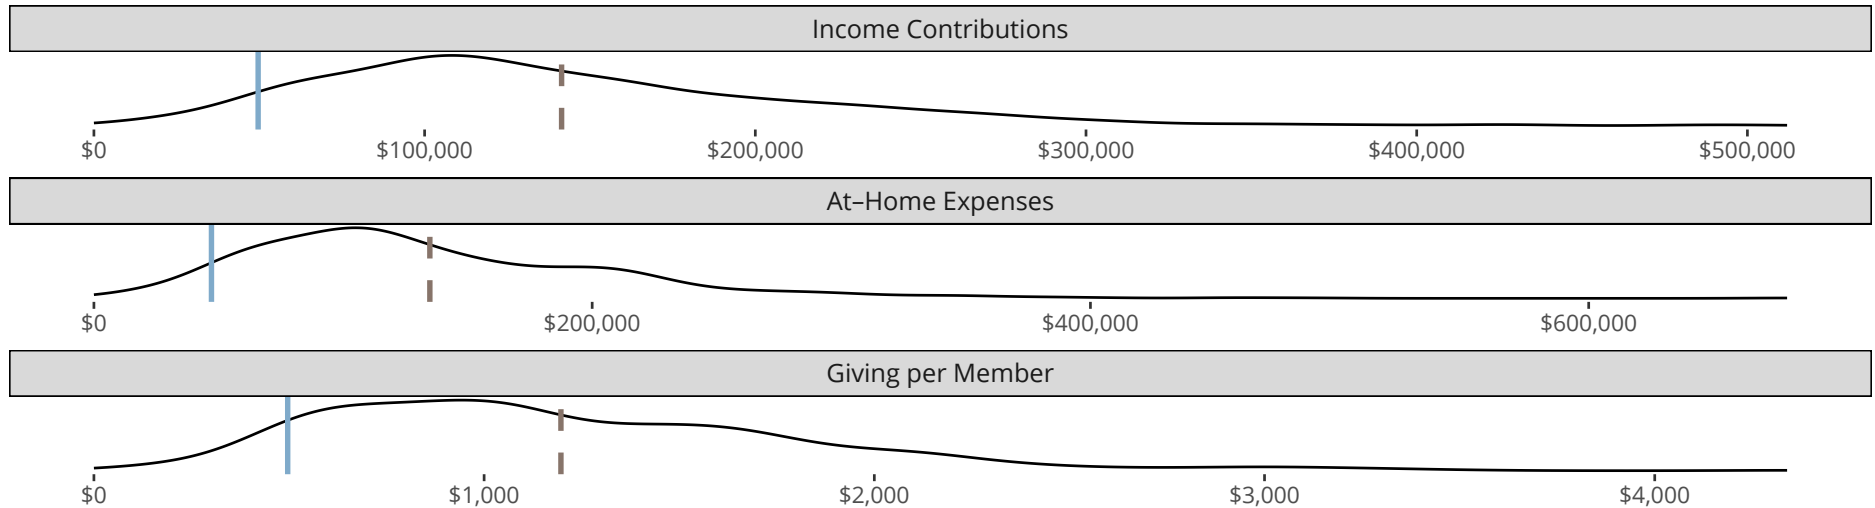 Income Contributions
$0 $100,000 $200,000 $300,000 $400,000 $500,000
At–Home Expenses
$0 $200,000 $400,000 $600,000
Giving per Member
$0 $1,000 $2,000 $3,000 $4,000